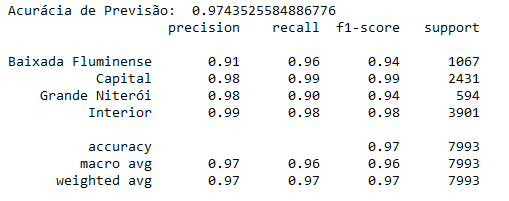 Acurácia de Previsão:  0.9743525584886776
precision recall f1-score support
Baixada Fluminense 0.91 0.96 0.94 1067
Capital 0.98 0.99 0.99 2431
Grande Niterói 0.98 0.90 0.94 594
Interior 0.99 0.98 0.98 3901
accuracy 0.97 7993
macro avg 0.97 0.96 0.96 7993
weighted avg 0.97 0.97 0.97 7993